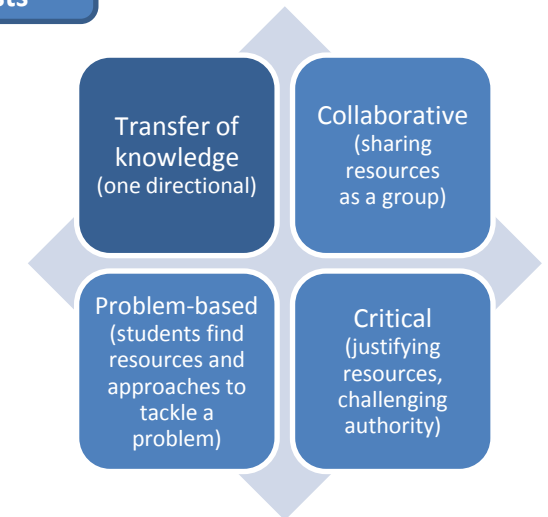 Transfer of
knowledge
(one directional)
Collaborative
(sharing
resources
as a group)
Problem-based
(students find
resources and
approaches to
tackle a
problem)
Critical
(justifying
resources,
challenging
authority)